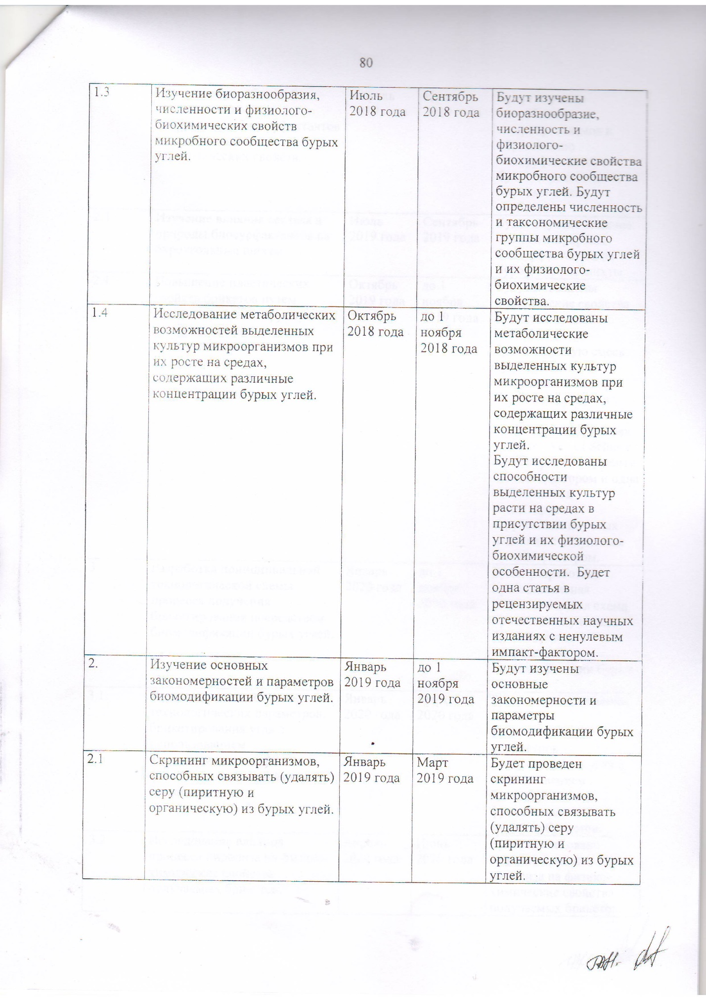 80
1.3
Изучение биоразнообразия,
численности и физиолого-
биохимических свойств
микробного сообщества бурых
углей.
Июль
2018 года
Сентябрь
2018 года
Будут изучены
биоразнообразие,
численность и
физиолого-
биохимические свойства
микробного сообщества
бурых углей. Будут
определены численность
и таксономические
группы микробного
сообщества бурых углей
и их физиолого-
биохимические
свойства.
1.4
Исследование метаболических
возможностей выделенных
культур микроорганизмов при
их росте на средах,
содержащих различные
концентрации бурых углей.
Октябрь
2018 года
до 1
ноября
2018 года
Будут исследованы
метаболические
возможности
выделенных культур
микроорганизмов при
их росте на средах,
содержащих различные
концентрации бурых
углей.
Будут исследованы
способности
выделенных культур
расти на средах в
присутствии бурых
углей и их физиолого-
биохимической
особенности. Будет
одна статья в
рецензируемых
отечественных научных
изданиях с ненулевым
импакт-фактором.
2.
Изучение основных
закономерностей и параметров
биомодификации бурых углей.
Январь
2019 года
до 1
ноября
2019 года
Будут изучены
основные
закономерности и
параметры
биомодификации бурых
углей.
2.1
Скрининг микроорганизмов,
способных связывать (удалять)
серу (пиритную и
органическую) из бурых углей.
Январь
2019 года
Март
2019 года
Будет проведен
скрининг
микроорганизмов,
способных связывать
(удалять) серу
(пиритную и
органическую) из бурых
углей.